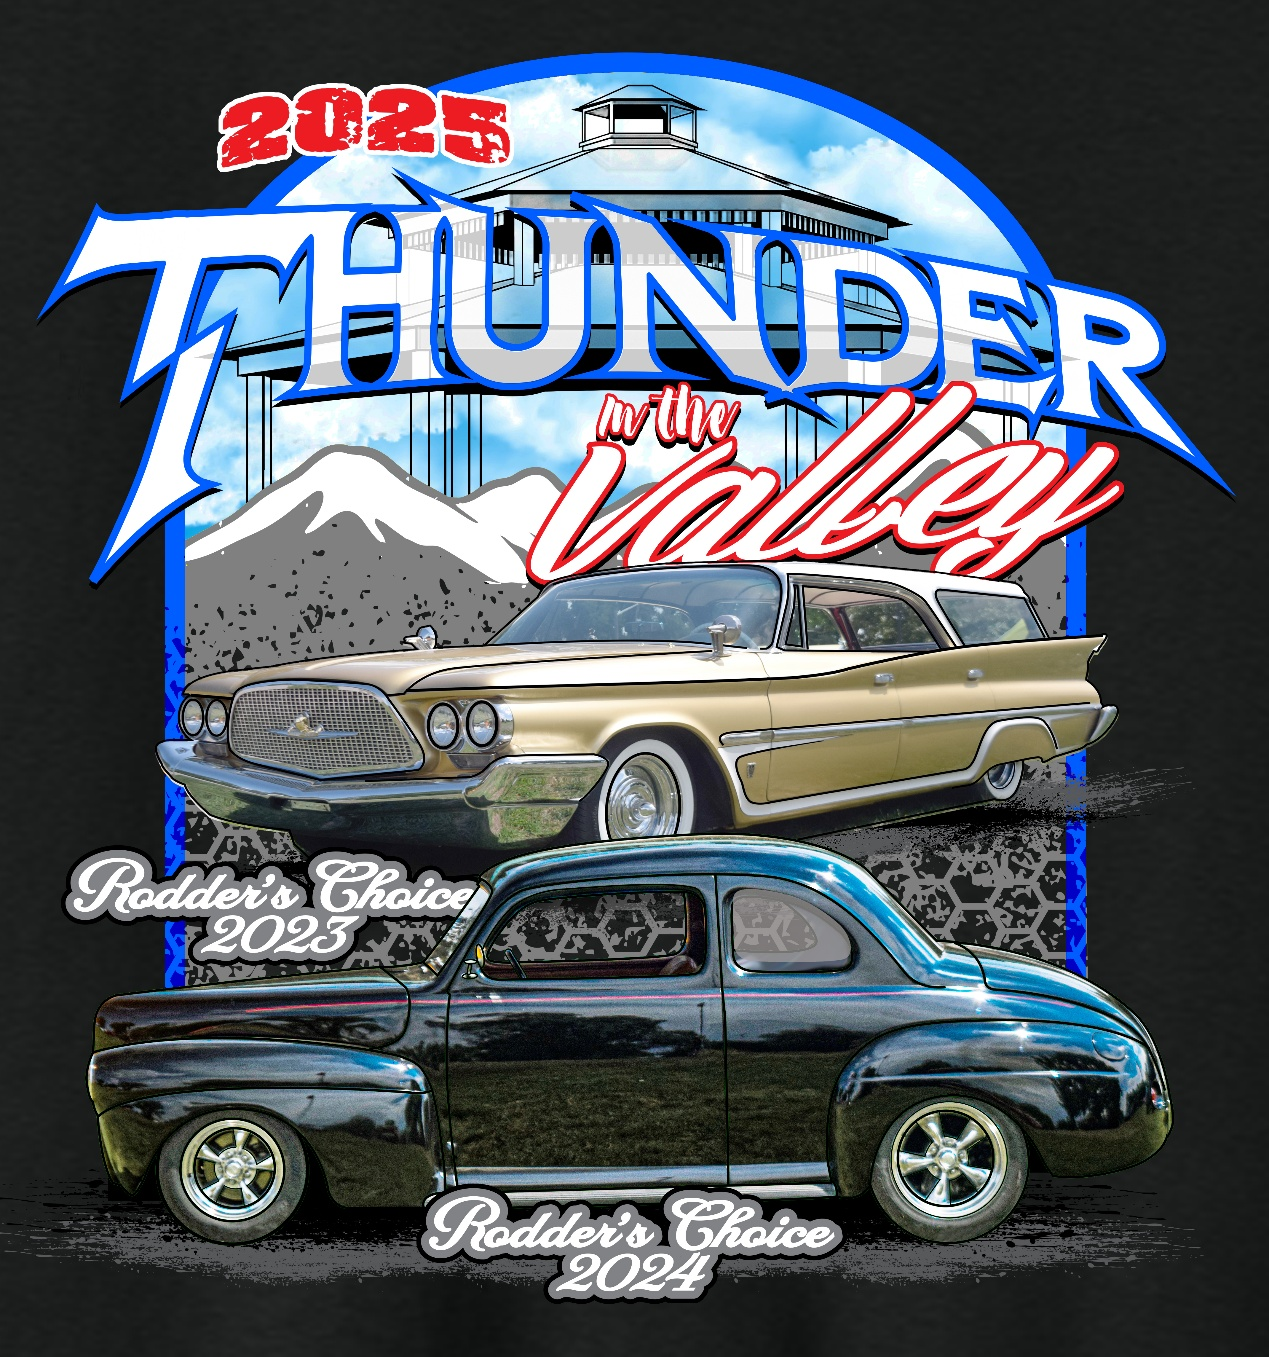 2025
THUNDER
in the
Valley
Rodder's Choice
2023
Rodder's Choice
2024